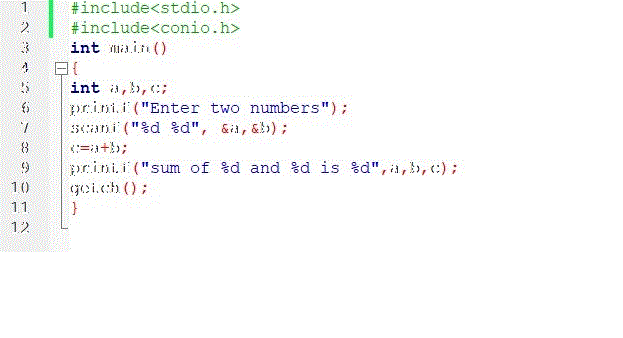 1 #include<stdio.h>
2 #include<conio.h>
3 int main()
4 {
5 int a,b,c;
6 printf("Enter two numbers");
7 scanf("%d %d", &a,&b);
8 c=a+b;
9 printf("sum of %d and %d is %d",a,b,c);
10 getch();
11 }
12